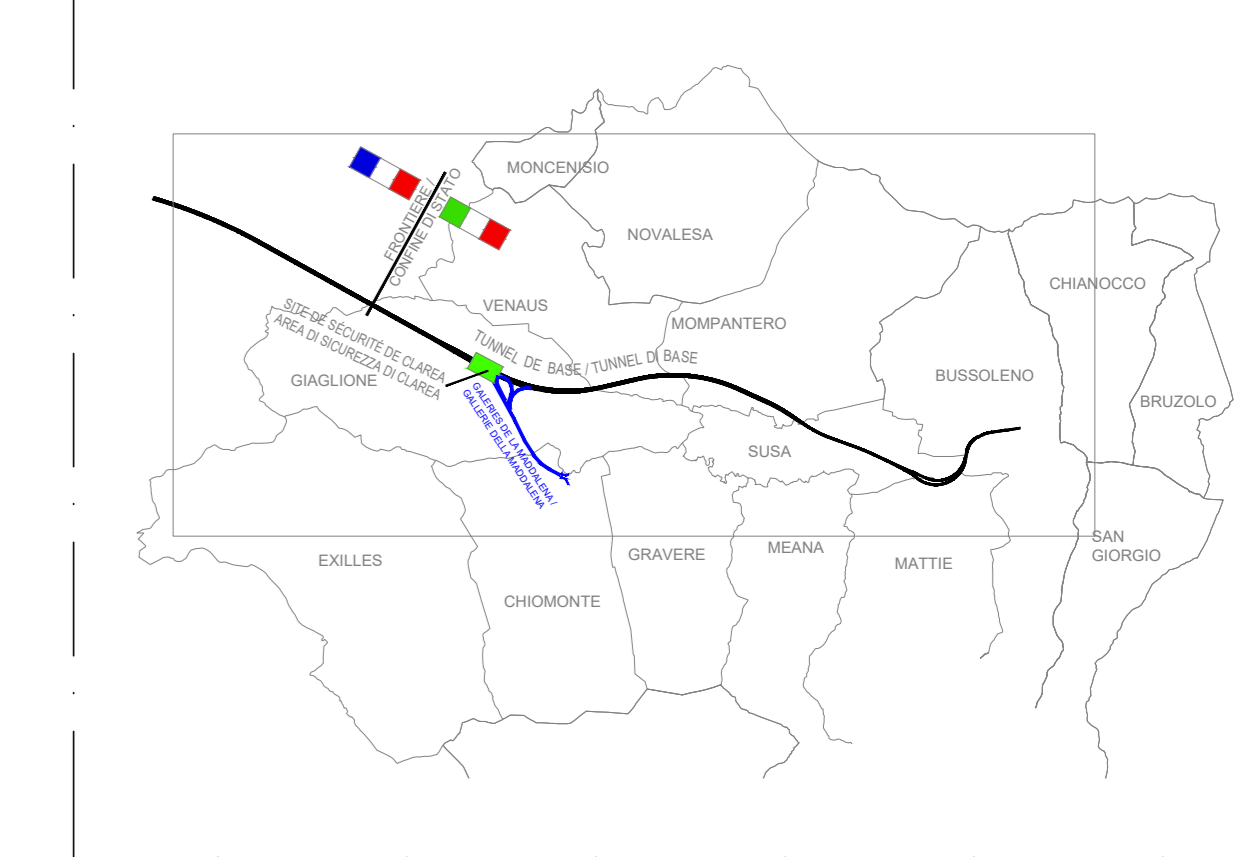 MONCENISIO
FRONTIERE /
CONFINE DI STATO
NOVALESA
CHIANOCCO
VENAUS
MOMPANTERO
SITE DE SÉCURITÉ DE CLAREA
AREA DI SICUREZZA DI CLAREA
TUNNEL DE BASE / TUNNEL DI BASE
GIAGLIONE
BUSSOLENO
BRUZOLO
GALERIES DE LA MADDALENA /
GALLERIE DELLA MADDALENA
SUSA
SAN
GIORGIO
EXILLES
GRAVERE
MEANA
MATTIE
CHIOMONTE